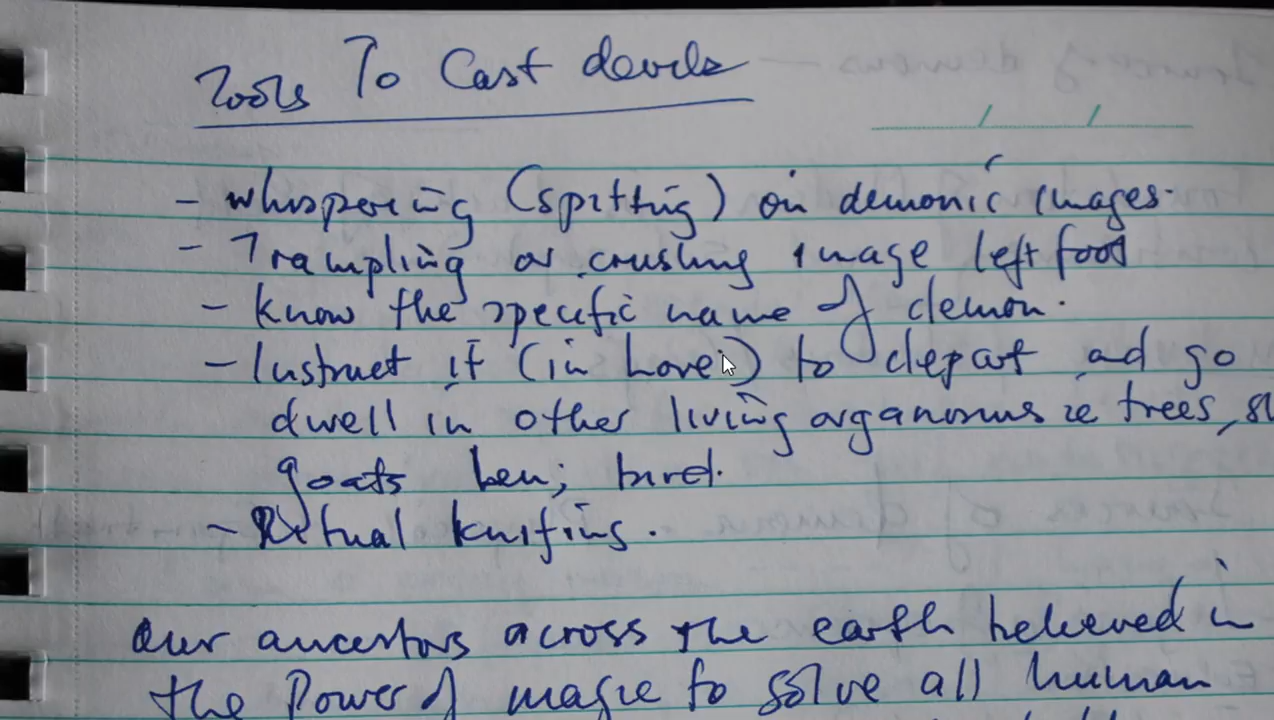 Tools To Cast devils
- whispering (spitting) on demonic images.
- Trampling or crushing image left foot
- know the specific name of demon.
- Instruct it (in Love) to depart and go
dwell in other living organisms ie trees,
goats hen; bird.
- Ritual knifing.
Our ancestors across the earth believed in
the Power of magic to solve all human